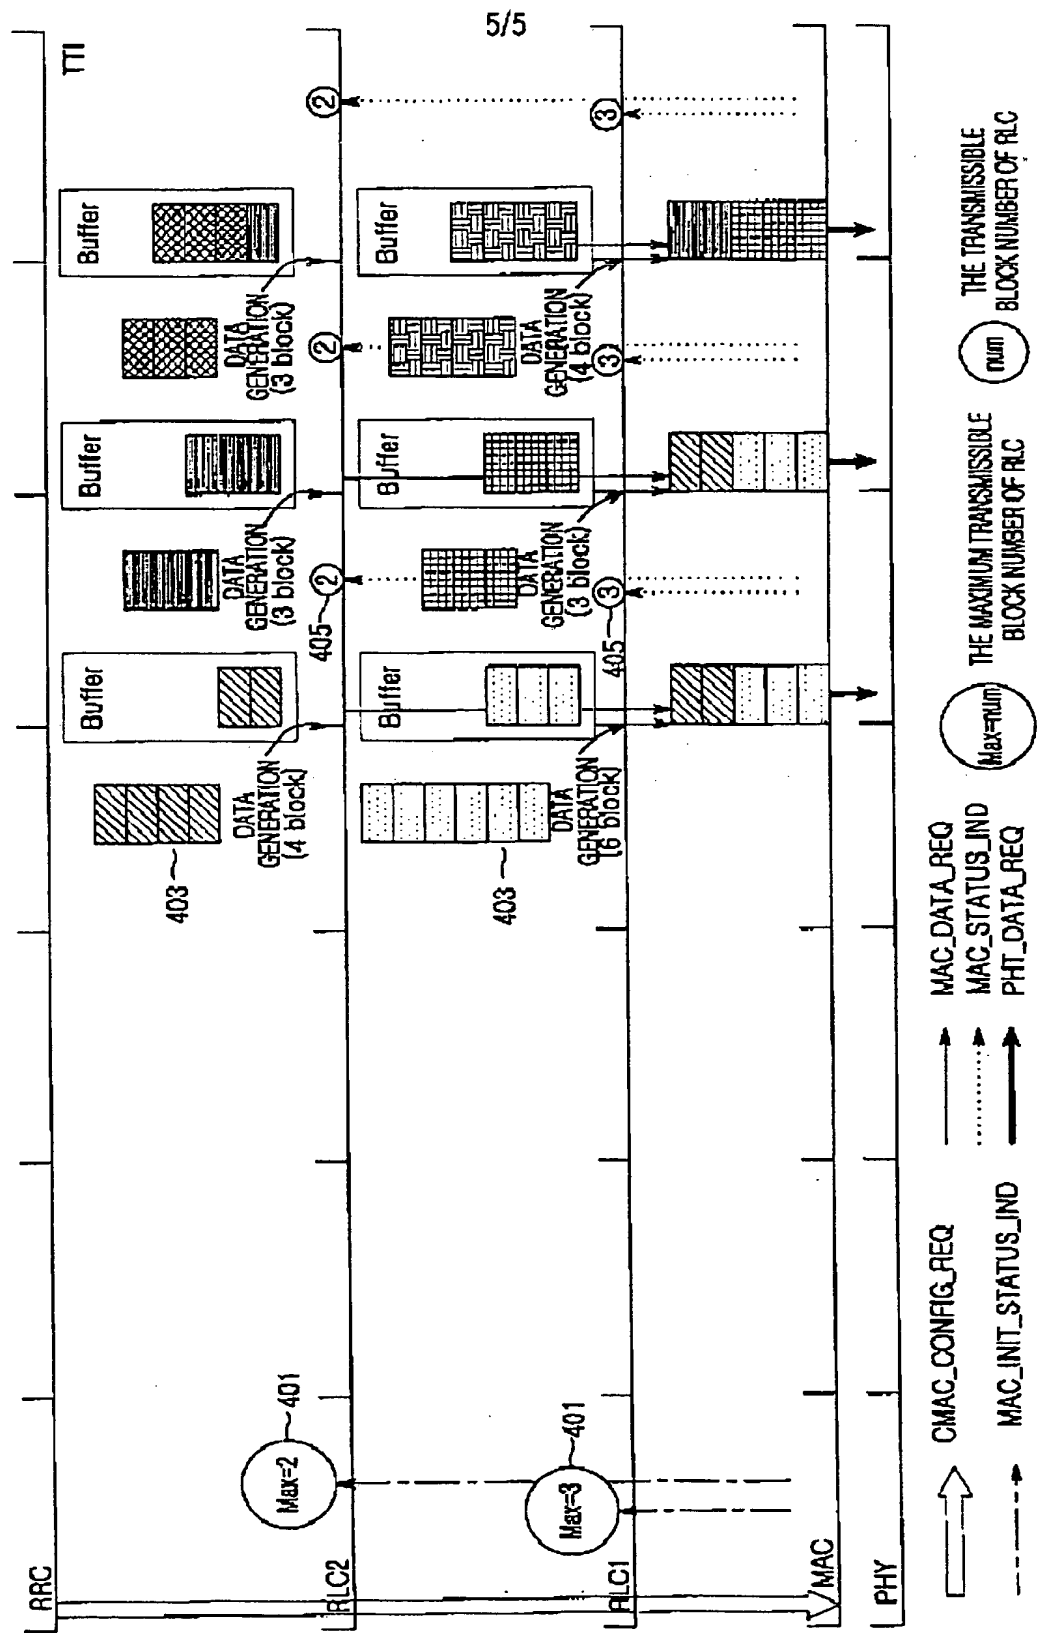 5/5
RRC
TTI
Max=2
401
403
DATA
GENERATION
(4 block)
Buffer
405
2
DATA
GENERATION
(3 block)
Buffer
2
DATA
GENERATION
(3 block)
Buffer
2
RLC2
Max=3
401
403
DATA
GENERATION
(6 block)
Buffer
405
3
DATA
GENERATION
(3 block)
Buffer
3
DATA
GENERATION
(4 block)
Buffer
3
RLC1
MAC
PHY
CMAC_CONFIG_REQ
MAC_INIT_STATUS_IND
MAC_DATA_REQ
MAC_STATUS_IND
PHT_DATA_REQ
Max=num
THE MAXIMUM TRANSMISSIBLE
BLOCK NUMBER OF RLC
num
THE TRANSMISSIBLE
BLOCK NUMBER OF RLC